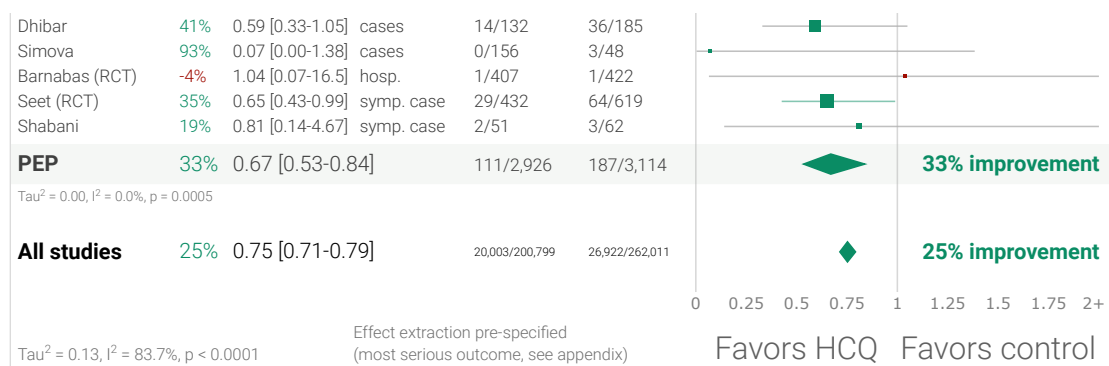 Dhibar 41% 0.59 [0.33-1.05] cases 14/132 36/185
Simova 93% 0.07 [0.00-1.38] cases 0/156 3/48
Barnabas (RCT) -4% 1.04 [0.07-16.5] hosp. 1/407 1/422
Seet (RCT) 35% 0.65 [0.43-0.99] symp. case 29/432 64/619
Shabani 19% 0.81 [0.14-4.67] symp. case 2/51 3/62
PEP 33% 0.67 [0.53-0.84] 111/2,926 187/3,114 33% improvement
Tau² = 0.00, I² = 0.0%, p = 0.0005
All studies 25% 0.75 [0.71-0.79] 20,003/200,799 26,922/262,011 25% improvement
0 0.25 0.5 0.75 1 1.25 1.5 1.75 2+
Effect extraction pre-specified
Tau² = 0.13, I² = 83.7%, p < 0.0001 (most serious outcome, see appendix) Favors HCQ Favors control